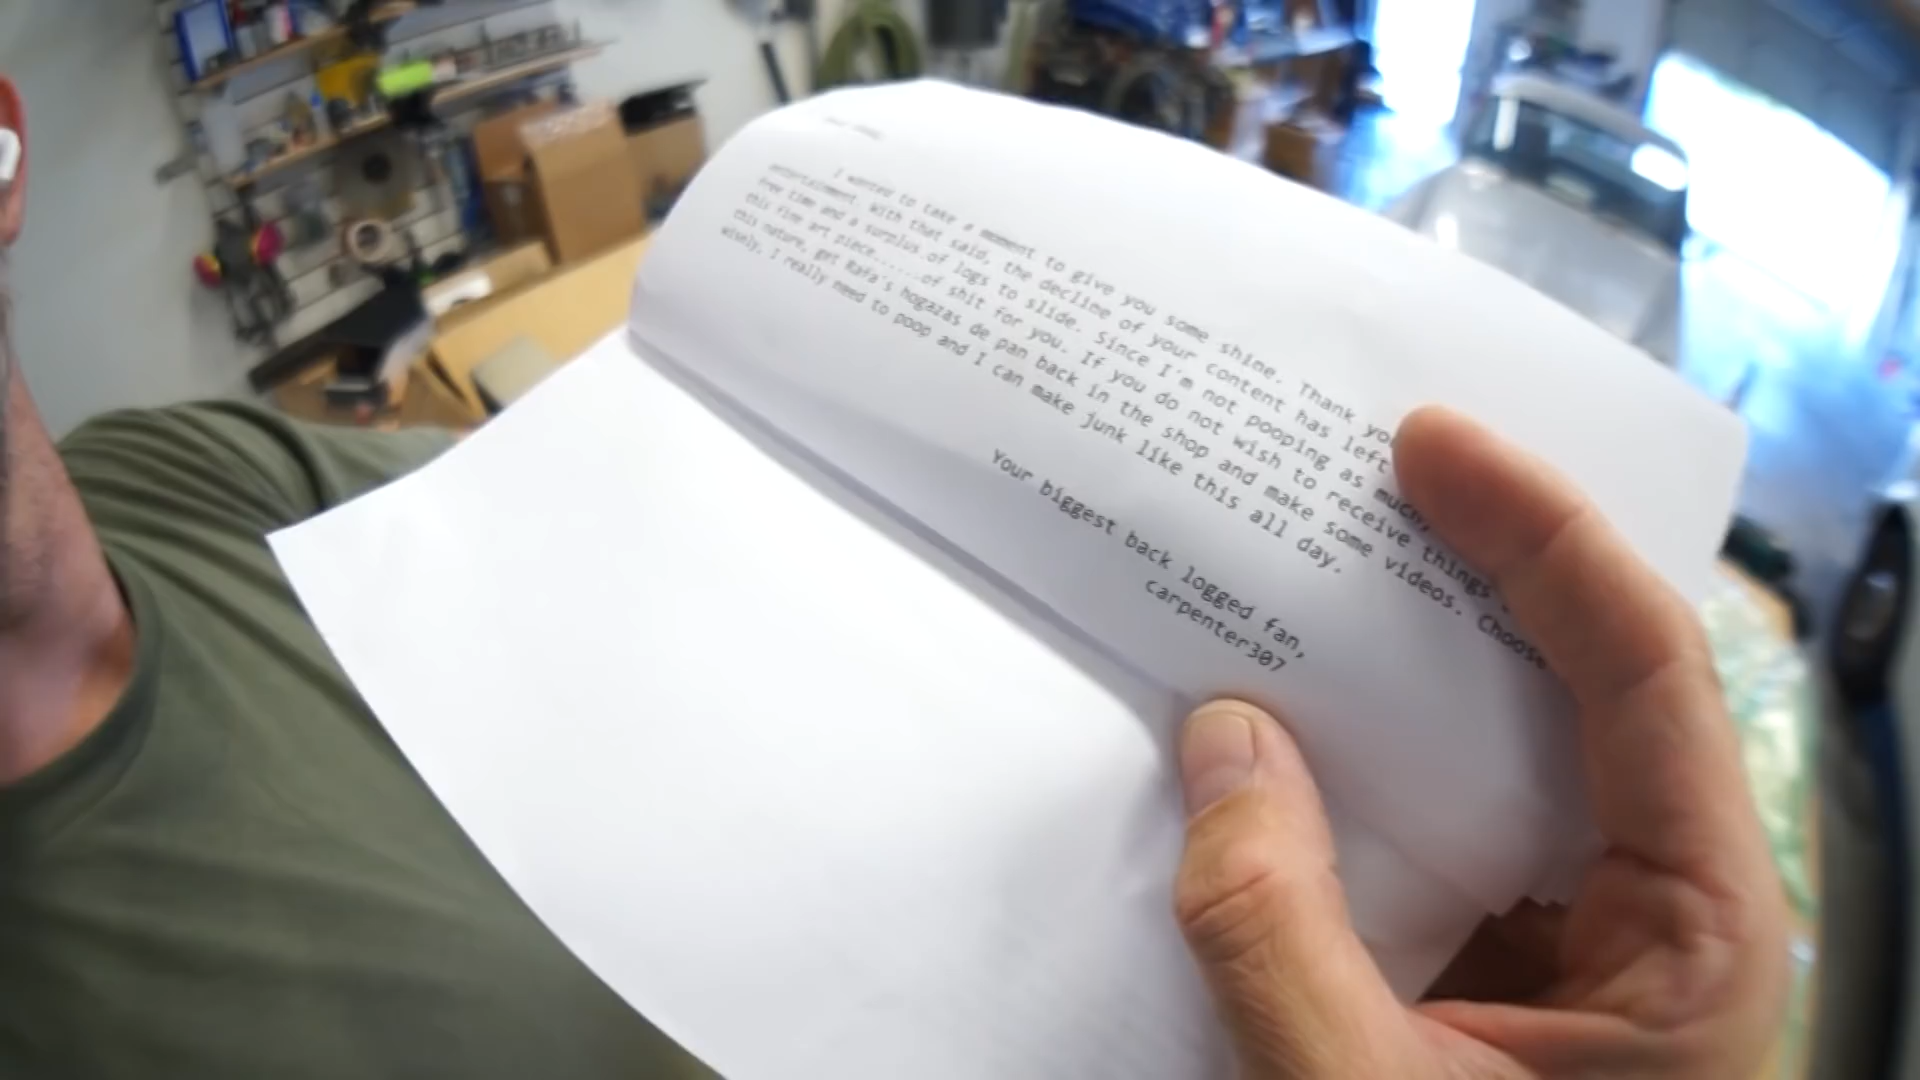 I wanted to take a moment to give you some shine. Thank you
entertainment. With that said, the decline of your content has left
free time and a surplus of logs to slide. Since I'm not pooping as much,
this fine art piece......of shit for you. If you do not wish to receive things
this nature, get Rafa's hogazas de pan back in the shop and make some videos. Choose
wisely. I really need to poop and I can make junk like this all day.
Your biggest back logged fan,
carpenter307